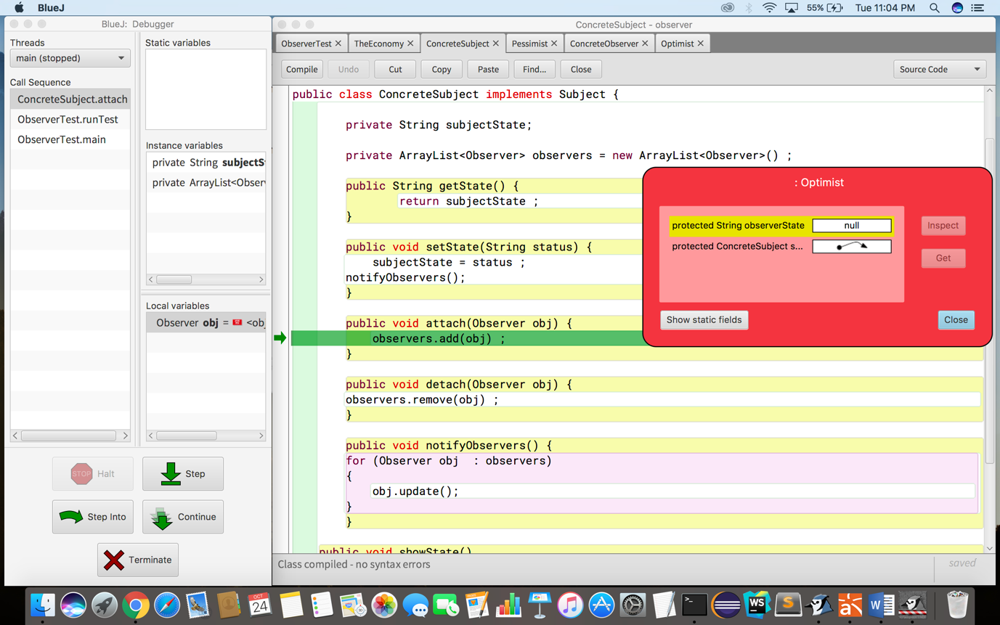 BlueJ
55%
Tue 11:04 PM
BlueJ: Debugger
Threads
main (stopped)
Call Sequence
ConcreteSubject.attach
ObserverTest.runTest
ObserverTest.main
Static variables
Instance variables
private String subjectS
private ArrayList<Obser
Local variables
Observer obj = <ob
STOP Halt
Step
Step Into
Continue
Terminate
ConcreteSubject - observer
ObserverTest TheEconomy ConcreteSubject Pessimist ConcreteObserver Optimist
Compile Undo Cut Copy Paste Find... Close Source Code
public class ConcreteSubject implements Subject {
private String subjectState;
private ArrayList<Observer> observers = new ArrayList<Observer>() ;
public String getState() {
return subjectState ;
}
public void setState(String status) {
subjectState = status ;
notifyObservers();
}
public void attach(Observer obj) {
observers.add(obj) ;
}
public void detach(Observer obj) {
observers.remove(obj) ;
}
public void notifyObservers() {
for (Observer obj : observers)
{
obj.update();
}
}
public void showState()
: Optimist
protected String observerState null
protected ConcreteSubject s...
Inspect
Get
Show static fields
Close
Class compiled - no syntax errors
saved
OCT
24
WS
S
W